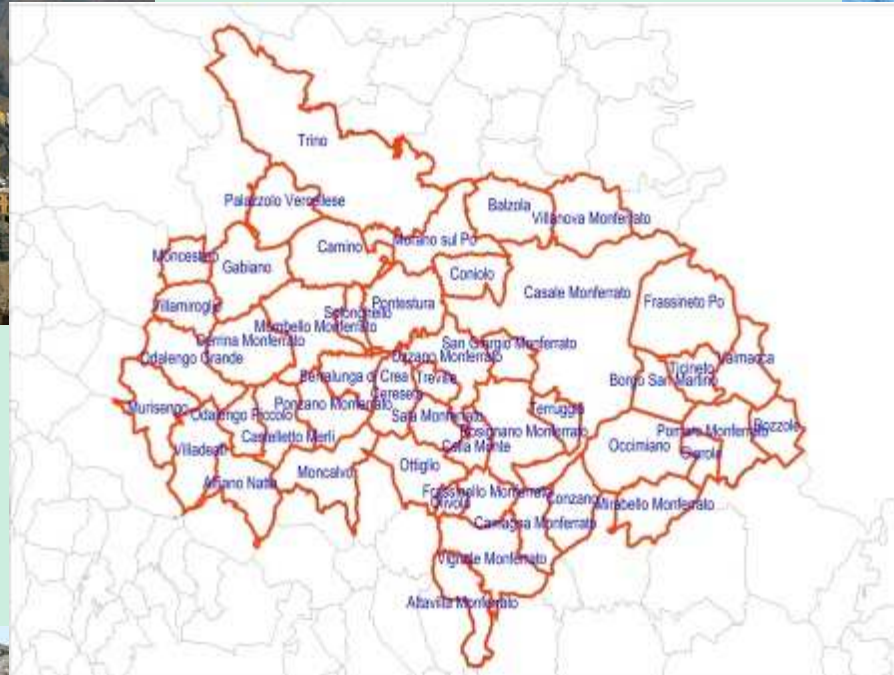 Trino
Palazzolo Vercellese
Balzola
Villanova Monferrato
Morano sul Po
Camino
Moncestino
Gabiano
Coniolo
Casale Monferrato
Frassineto Po
Villamiroglio
Pontestura
Solonghello
Mombello Monferrato
Cerrina Monferrato
San Giorgio Monferrato
Odalengo Grande
Ozzano Monferrato
Valmacca
Ticineto
Serralunga di Crea
Treville
Borgo San Martino
Cereseto
Murisengo
Ponzano Monferrato
Terruggia
Odalengo Piccolo
Sala Monferrato
Bozzole
Pomaro Monferrato
Rosignano Monferrato
Castelletto Merli
Cella Monte
Occimiano
Villadeati
Giarole
Ottiglio
Moncalvo
Alfiano Natta
Frassinello Monferrato
Conzano
Olivola
Mirabello Monferrato
Camagna Monferrato
Vignale Monferrato
Altavilla Monferrato